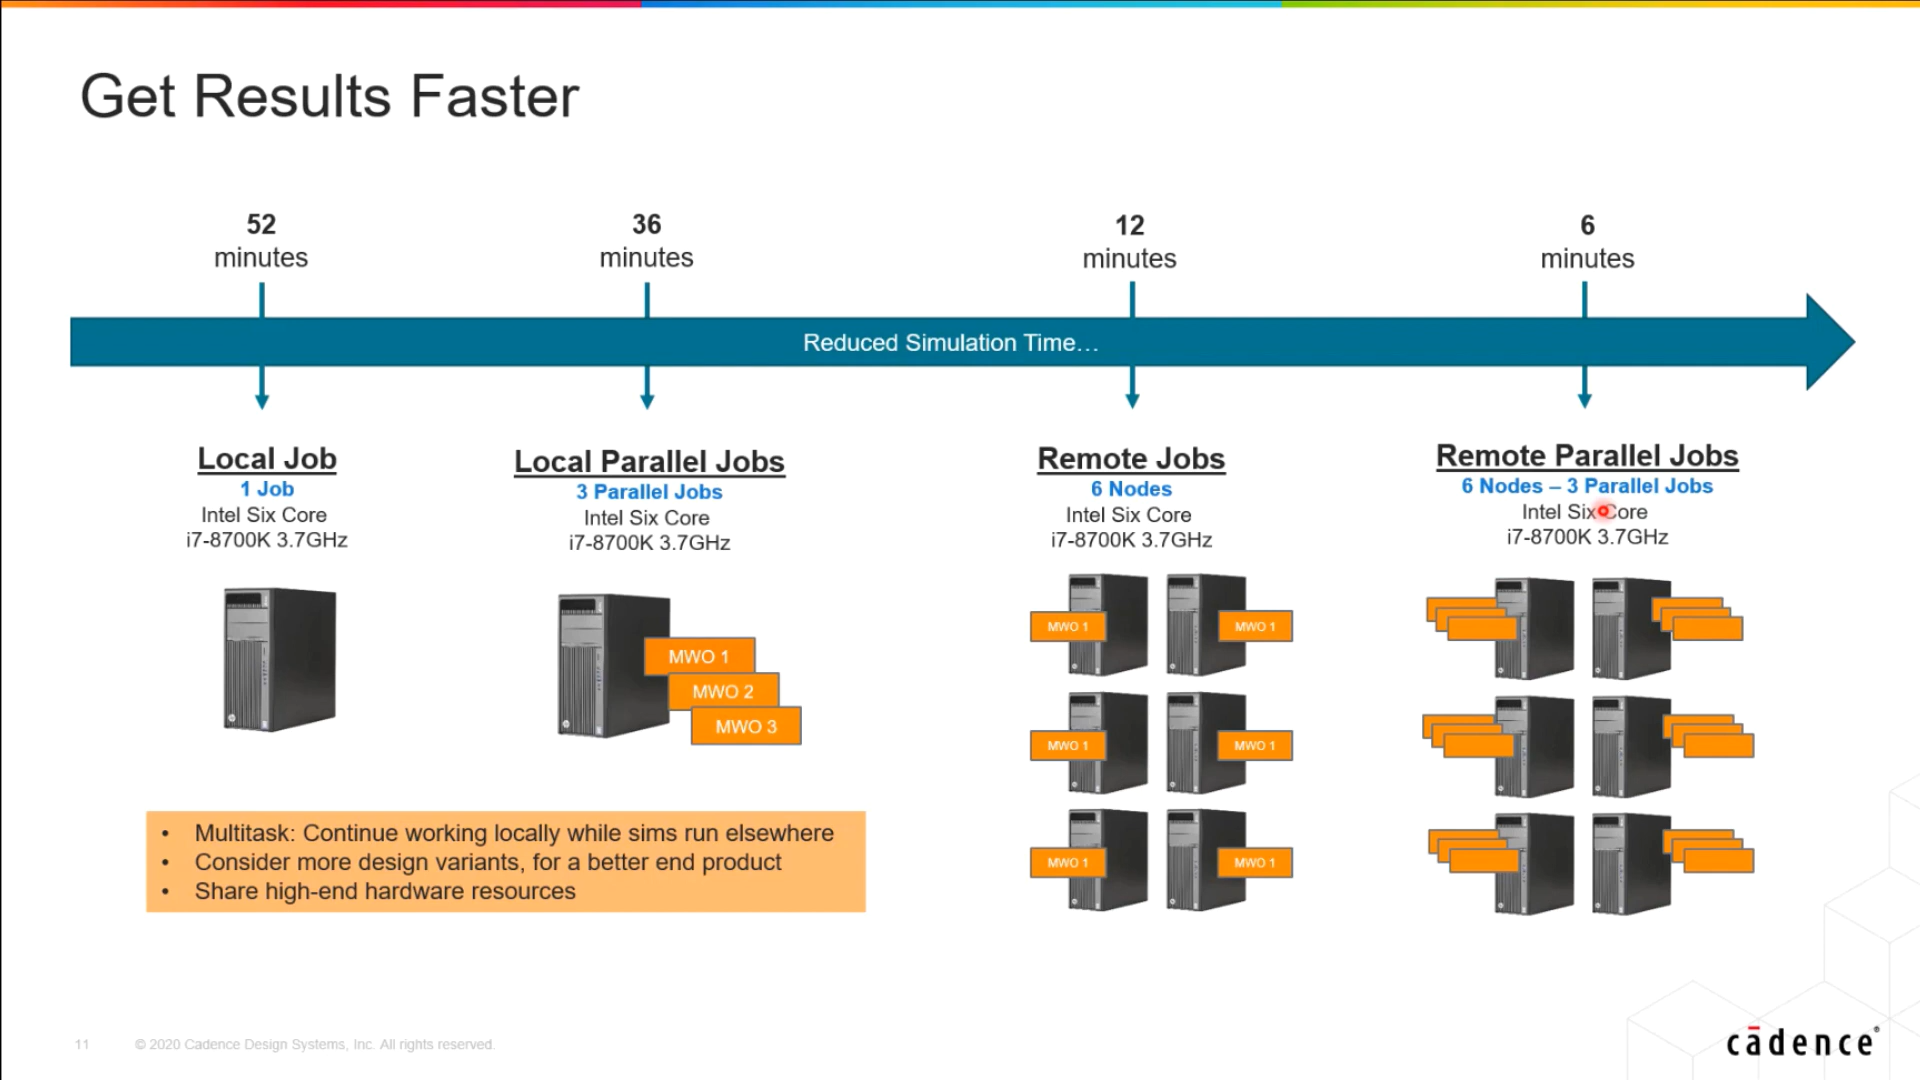 Get Results Faster
52
minutes
36
minutes
12
minutes
6
minutes
Reduced Simulation Time…
Local Job
1 Job
Intel Six Core
i7-8700K 3.7GHz
Local Parallel Jobs
3 Parallel Jobs
Intel Six Core
i7-8700K 3.7GHz
Remote Jobs
6 Nodes
Intel Six Core
i7-8700K 3.7GHz
Remote Parallel Jobs
6 Nodes – 3 Parallel Jobs
Intel Six Core
i7-8700K 3.7GHz
MWO 1
MWO 2
MWO 3
MWO 1
MWO 1
MWO 1
MWO 1
MWO 1
MWO 1
• Multitask: Continue working locally while sims run elsewhere
• Consider more design variants, for a better end product
• Share high-end hardware resources
11
© 2020 Cadence Design Systems, Inc. All rights reserved.
cādence®